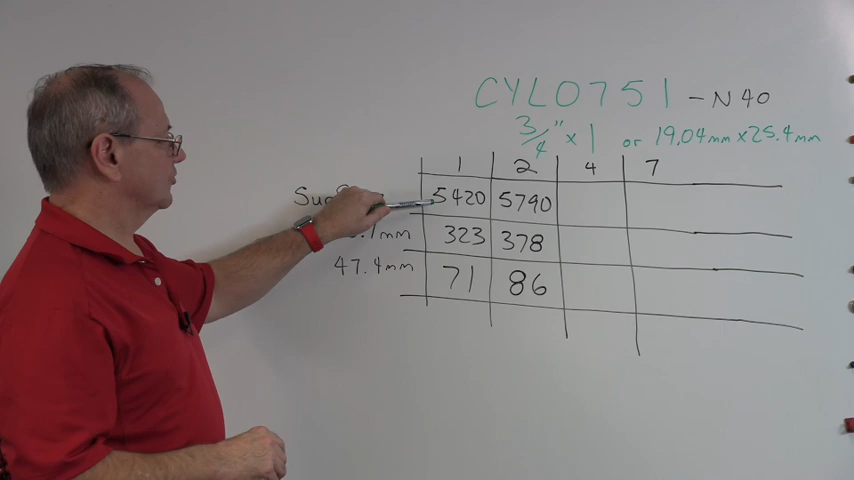 CYL0751 - N40
3/4" x 1 or 19.04mm x 25.4mm
1 2 4 7
5420 5790
323 378
47.4mm 71 86